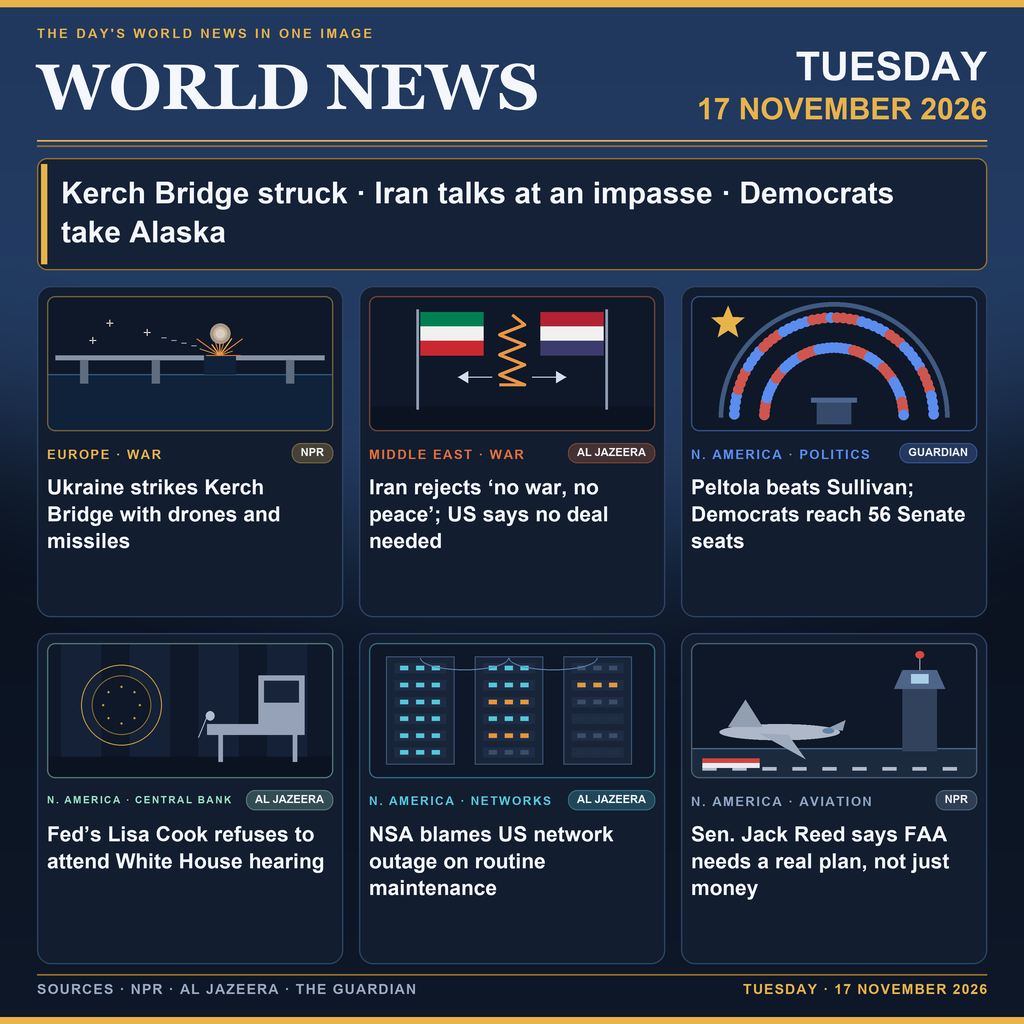 THE DAY'S WORLD NEWS IN ONE IMAGE
WORLD NEWS
TUESDAY
17 NOVEMBER 2026
Kerch Bridge struck · Iran talks at an impasse · Democrats
take Alaska
EUROPE · WAR
NPR
Ukraine strikes Kerch
Bridge with drones and
missiles
MIDDLE EAST · WAR
AL JAZEERA
Iran rejects ‘no war, no
peace’; US says no deal
needed
N. AMERICA · POLITICS
GUARDIAN
Peltola beats Sullivan;
Democrats reach 56 Senate
seats
N. AMERICA · CENTRAL BANK
AL JAZEERA
Fed’s Lisa Cook refuses to
attend White House hearing
N. AMERICA · NETWORKS
AL JAZEERA
NSA blames US network
outage on routine
maintenance
N. AMERICA · AVIATION
NPR
Sen. Jack Reed says FAA
needs a real plan, not just
money
SOURCES · NPR · AL JAZEERA · THE GUARDIAN
TUESDAY · 17 NOVEMBER 2026